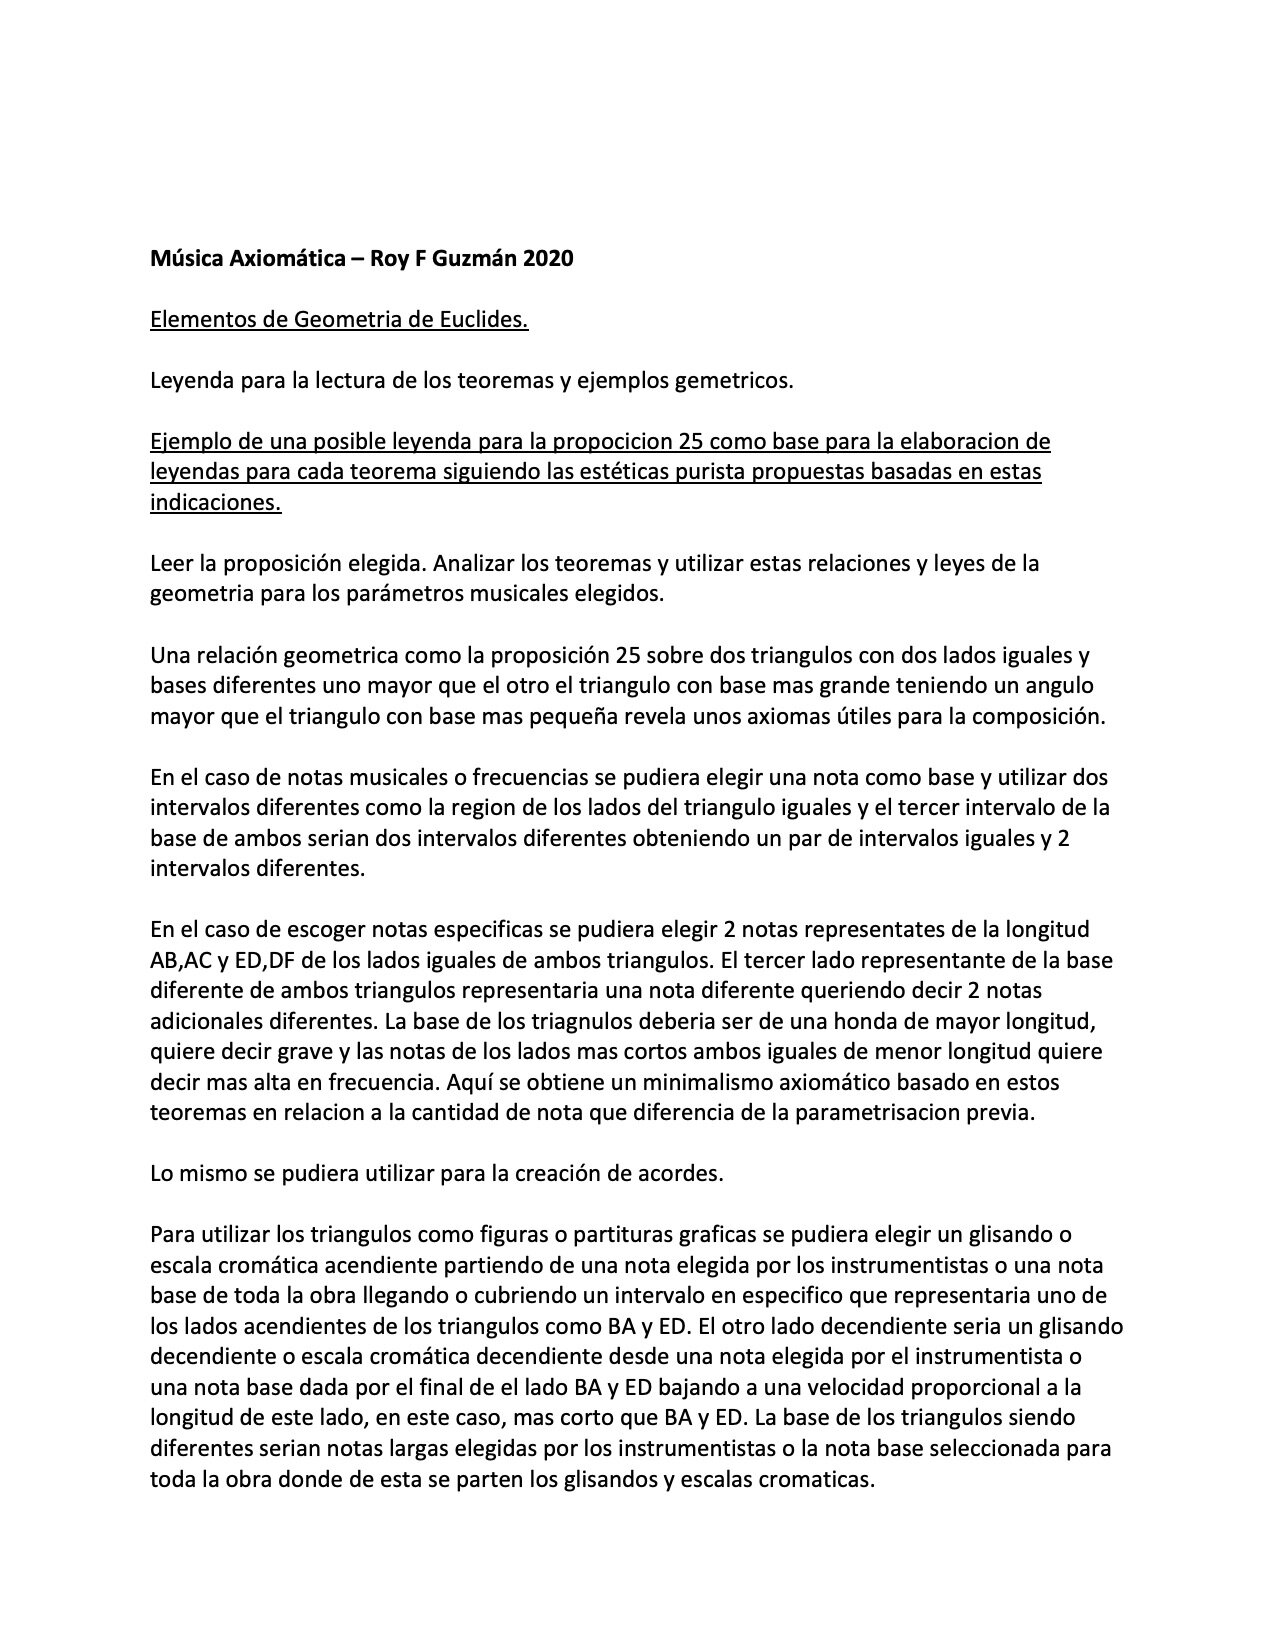 Música Axiomática – Roy F Guzmán 2020
Elementos de Geometria de Euclides.
Leyenda para la lectura de los teoremas y ejemplos gemetricos.
Ejemplo de una posible leyenda para la propocicion 25 como base para la elaboracion de
leyendas para cada teorema siguiendo las estéticas purista propuestas basadas en estas
indicaciones.
Leer la proposición elegida. Analizar los teoremas y utilizar estas relaciones y leyes de la
geometria para los parámetros musicales elegidos.
Una relación geometrica como la proposición 25 sobre dos triangulos con dos lados iguales y
bases diferentes uno mayor que el otro el triangulo con base mas grande teniendo un angulo
mayor que el triangulo con base mas pequeña revela unos axiomas útiles para la composición.
En el caso de notas musicales o frecuencias se pudiera elegir una nota como base y utilizar dos
intervalos diferentes como la region de los lados del triangulo iguales y el tercer intervalo de la
base de ambos serian dos intervalos diferentes obteniendo un par de intervalos iguales y 2
intervalos diferentes.
En el caso de escoger notas especificas se pudiera elegir 2 notas representates de la longitud
AB,AC y ED,DF de los lados iguales de ambos triangulos. El tercer lado representante de la base
diferente de ambos triangulos representaria una nota diferente queriendo decir 2 notas
adicionales diferentes. La base de los triagnulos deberia ser de una honda de mayor longitud,
quiere decir grave y las notas de los lados mas cortos ambos iguales de menor longitud quiere
decir mas alta en frecuencia. Aquí se obtiene un minimalismo axiomático basado en estos
teoremas en relacion a la cantidad de nota que diferencia de la parametrisacion previa.
Lo mismo se pudiera utilizar para la creación de acordes.
Para utilizar los triangulos como figuras o partituras graficas se pudiera elegir un glisando o
escala cromática acendiente partiendo de una nota elegida por los instrumentistas o una nota
base de toda la obra llegando o cubriendo un intervalo en especifico que representaria uno de
los lados acendientes de los triangulos como BA y ED. El otro lado decendiente seria un glisando
decendiente o escala cromática decendiente desde una nota elegida por el instrumentista o
una nota base dada por el final de el lado BA y ED bajando a una velocidad proporcional a la
longitud de este lado, en este caso, mas corto que BA y ED. La base de los triangulos siendo
diferentes serian notas largas elegidas por los instrumentistas o la nota base seleccionada para
toda la obra donde de esta se parten los glisandos y escalas cromaticas.